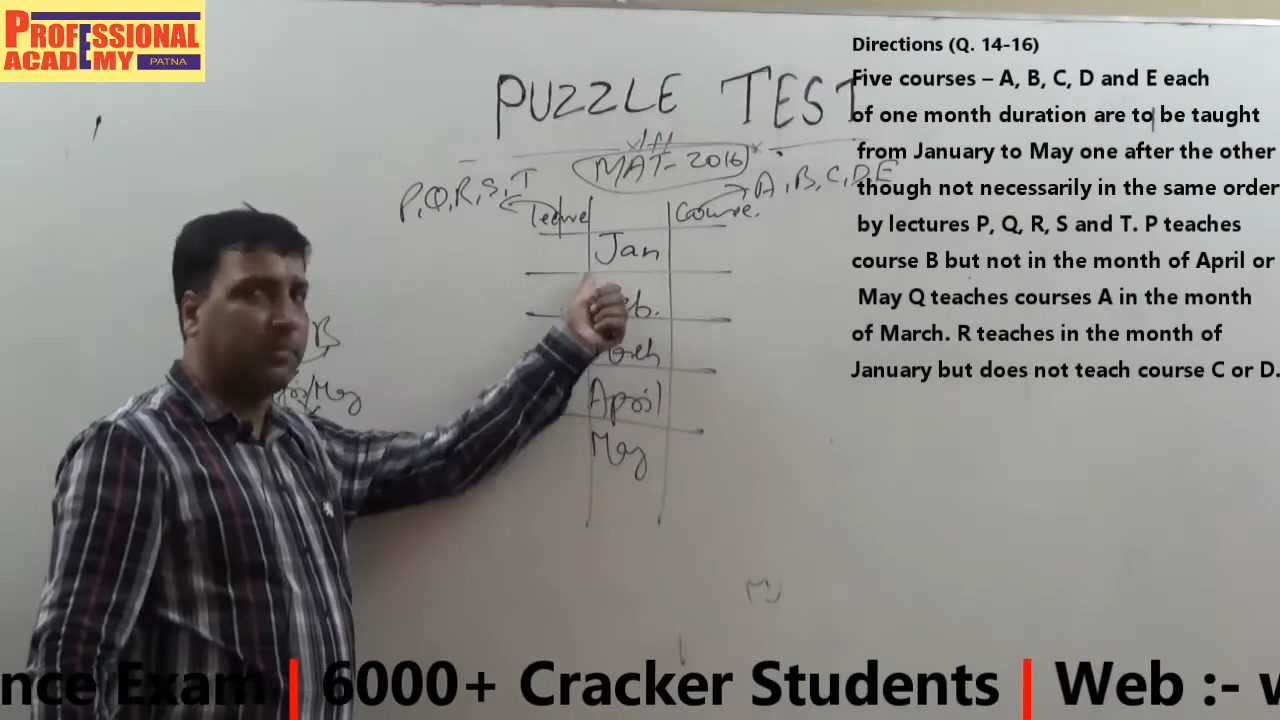 PROFESSIONAL
ACADEMY
PATNA
PUZZLE TEST
MAT-2016
P,Q,R,S,T
A,B,C,D,E
Course.
Jan
April
May
B
May
Directions (Q. 14-16)
Five courses – A, B, C, D and E each
of one month duration are to be taught
from January to May one after the other
though not necessarily in the same order
by lectures P, Q, R, S and T. P teaches
course B but not in the month of April or
May Q teaches courses A in the month
of March. R teaches in the month of
January but does not teach course C or D.
nce Exam | 6000+ Cracker Students | Web :- w